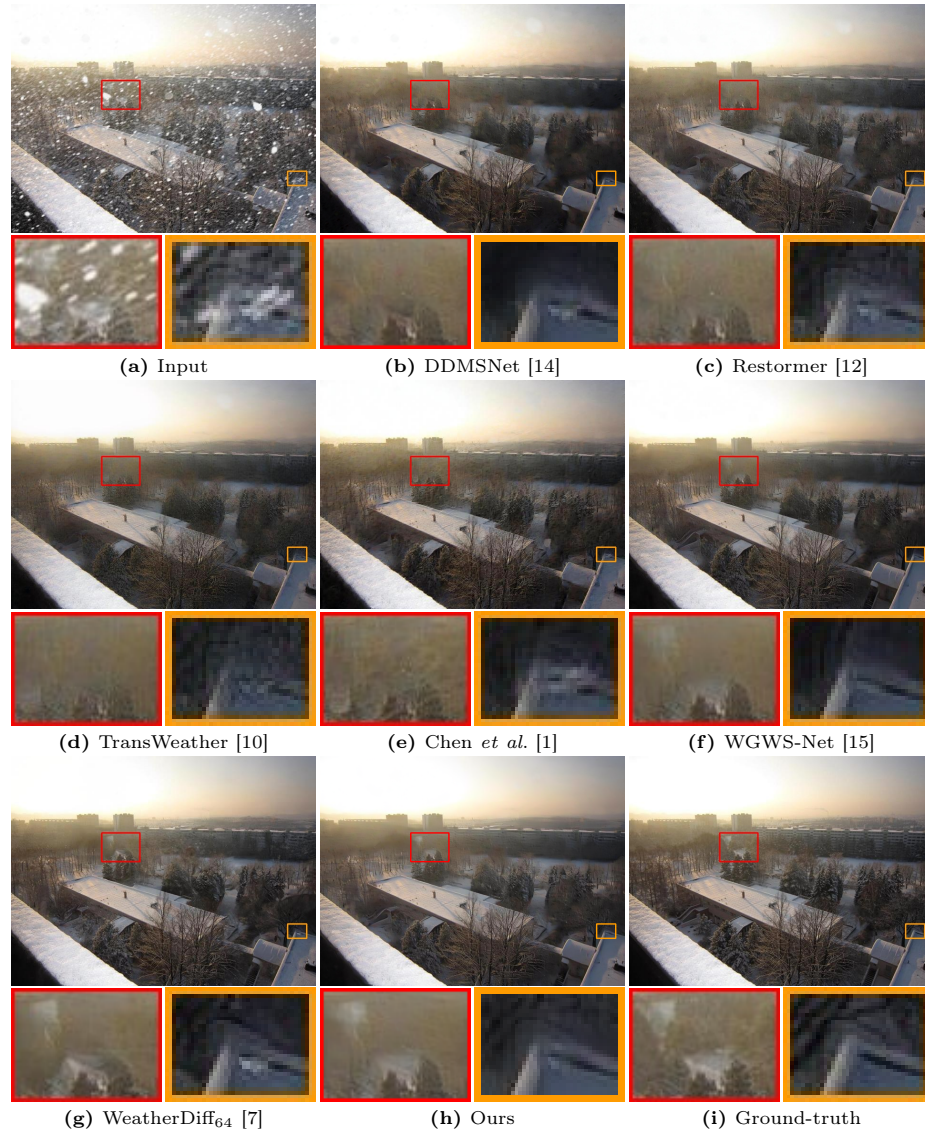 (a) Input
(b) DDMSNet [14]
(c) Restormer [12]
(d) TransWeather [10]
(e) Chen et al. [1]
(f) WGWS-Net [15]
(g) WeatherDiff₆₄ [7]
(h) Ours
(i) Ground-truth